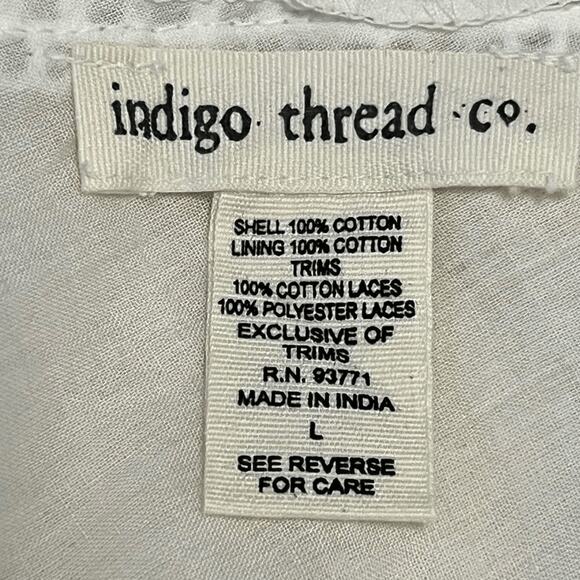 indigo thread co.
SHELL 100% COTTON
LINING 100% COTTON
TRIMS
100% COTTON LACES
100% POLYESTER LACES
EXCLUSIVE OF
TRIMS
R.N. 93771
MADE IN INDIA
L
SEE REVERSE
FOR CARE